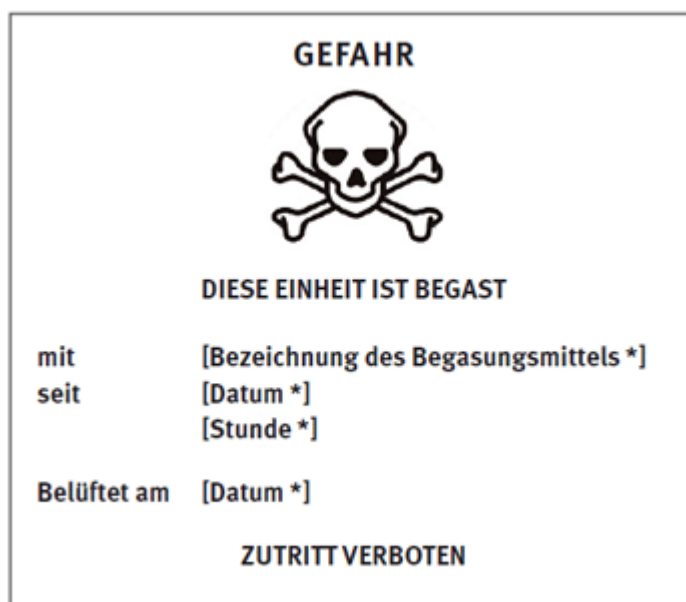 GEFAHR
DIESE EINHEIT IST BEGAST
mit [Bezeichnung des Begasungsmittels *]
seit [Datum *]
[Stunde *]
Belüftet am [Datum *]
ZUTRITT VERBOTEN